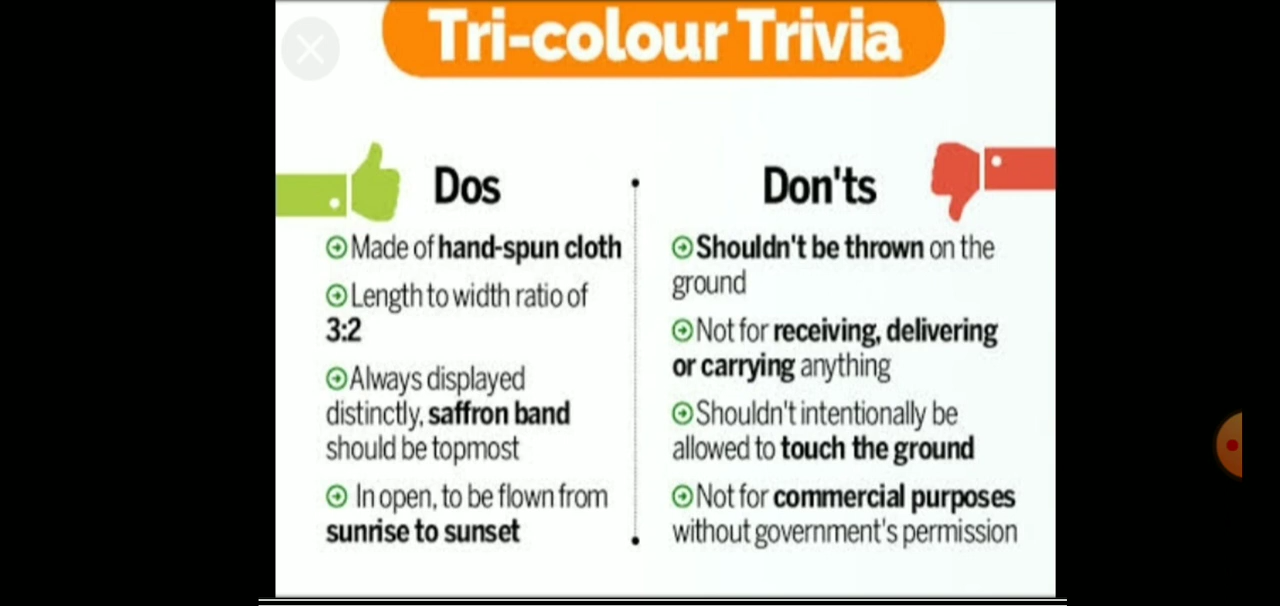 Tri-colour Trivia
Dos
Made of hand-spun cloth
Length to width ratio of
3:2
Always displayed
distinctly, saffron band
should be topmost
In open, to be flown from
sunrise to sunset
Don'ts
Shouldn't be thrown on the
ground
Not for receiving, delivering
or carrying anything
Shouldn't intentionally be
allowed to touch the ground
Not for commercial purposes
without government's permission